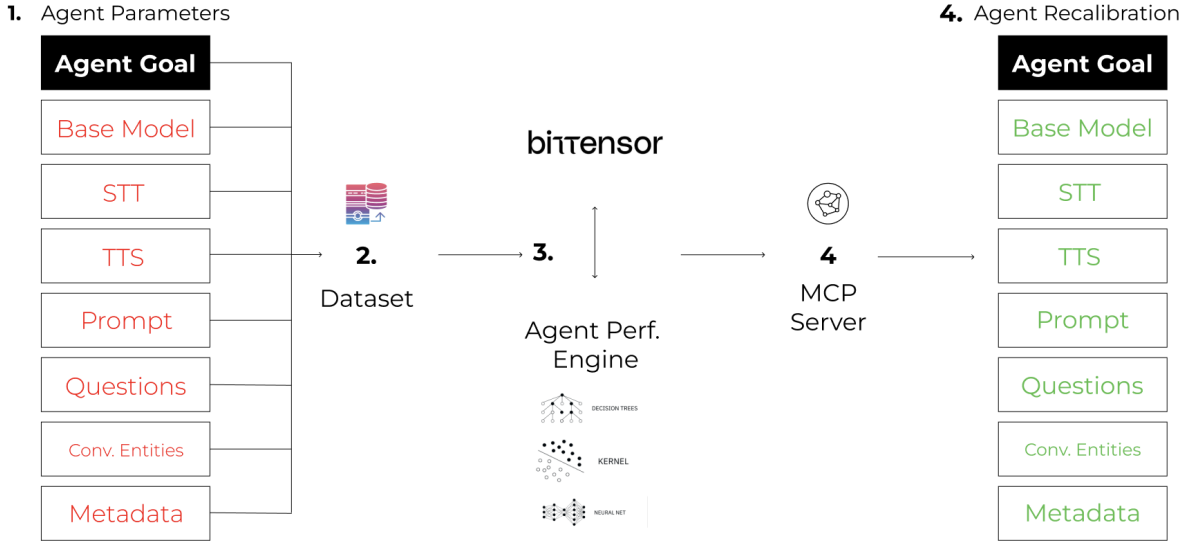 1. Agent Parameters
Agent Goal
Base Model
STT
TTS
Prompt
Questions
Conv. Entities
Metadata
2.
Dataset
bittensor
3.
Agent Perf.
Engine
DECISION TREES
KERNEL
NEURAL NET
4
MCP
Server
4. Agent Recalibration
Agent Goal
Base Model
STT
TTS
Prompt
Questions
Conv. Entities
Metadata